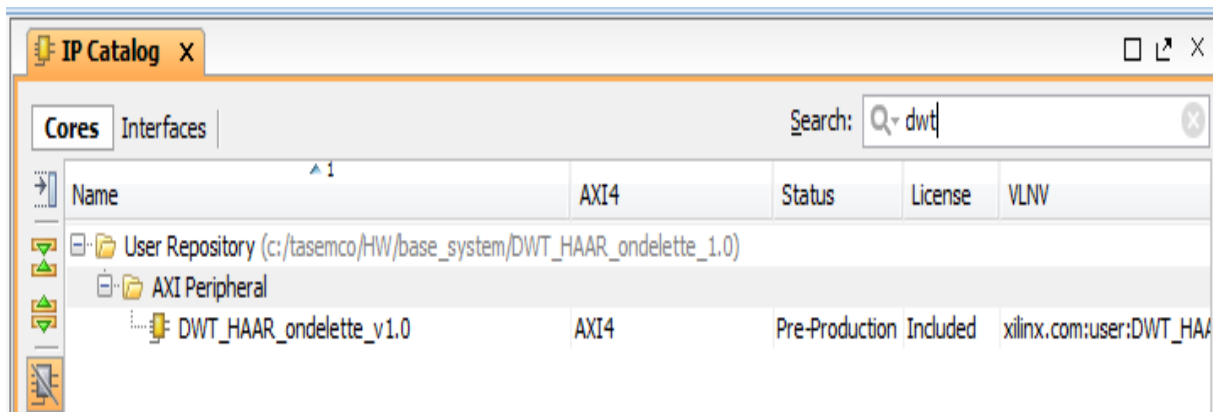 IP Catalog X
Cores Interfaces Search: dwt
1
Name AXI4 Status License VLNV
User Repository (c:/tasemco/HW/base_system/DWT_HAAR_ondelette_1.0)
AXI Peripheral
DWT_HAAR_ondelette_v1.0 AXI4 Pre-Production Included xilinx.com:user:DWT_HAA